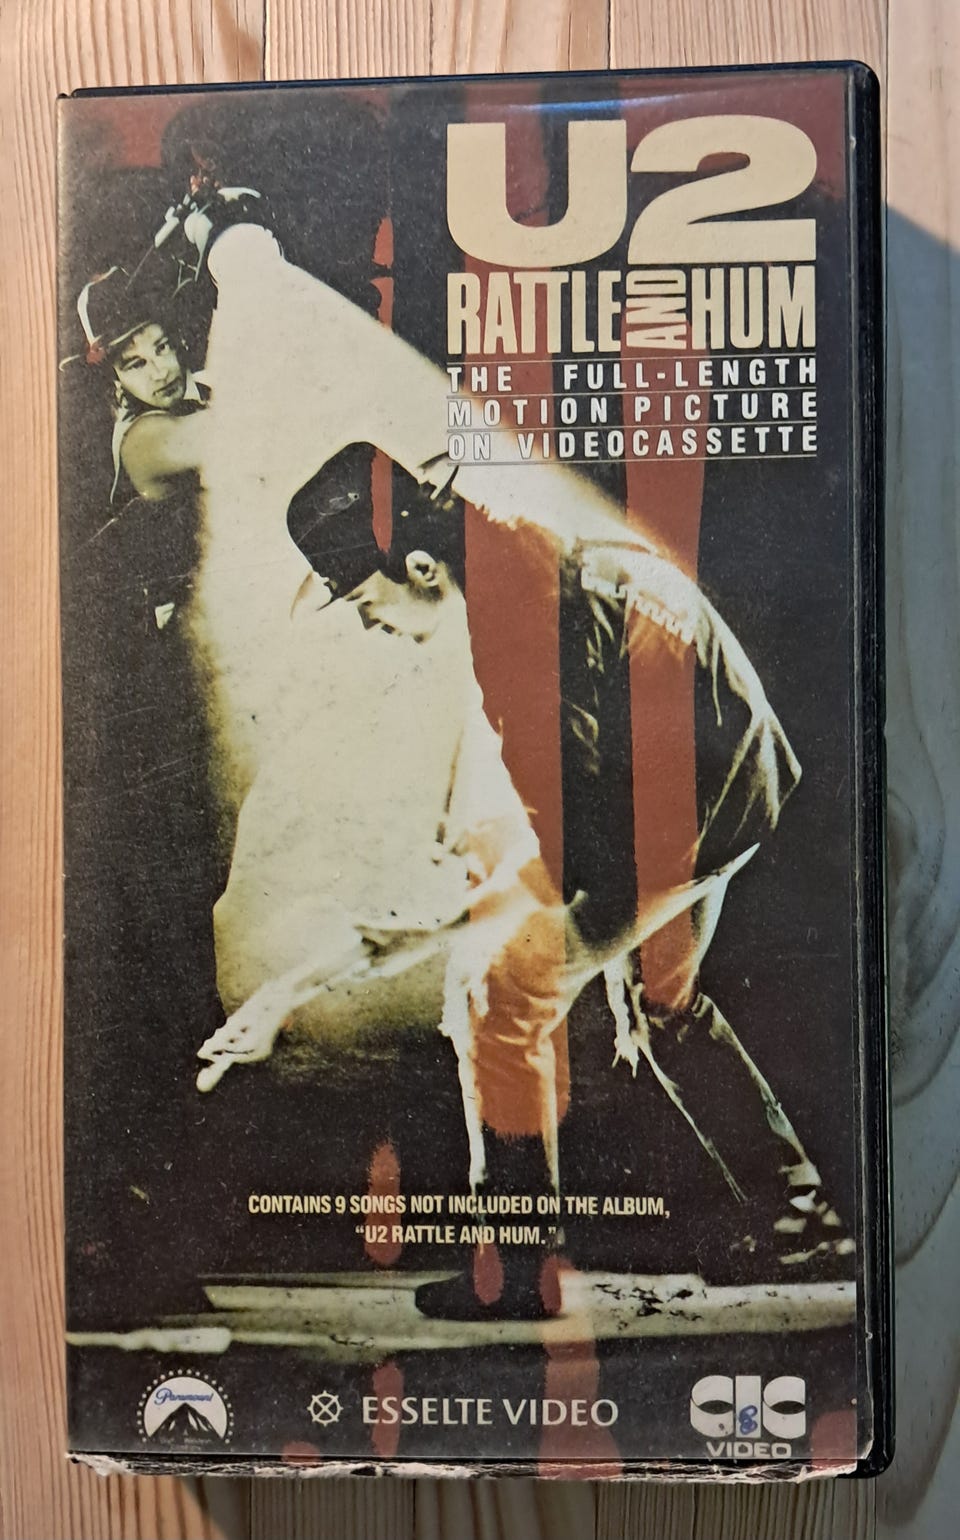 U2
RATTLE AND HUM
THE FULL-LENGTH
MOTION PICTURE
ON VIDEOCASSETTE
CONTAINS 9 SONGS NOT INCLUDED ON THE ALBUM,
“U2 RATTLE AND HUM.”
Paramount
ESSELTE VIDEO
CIC
8
VIDEO